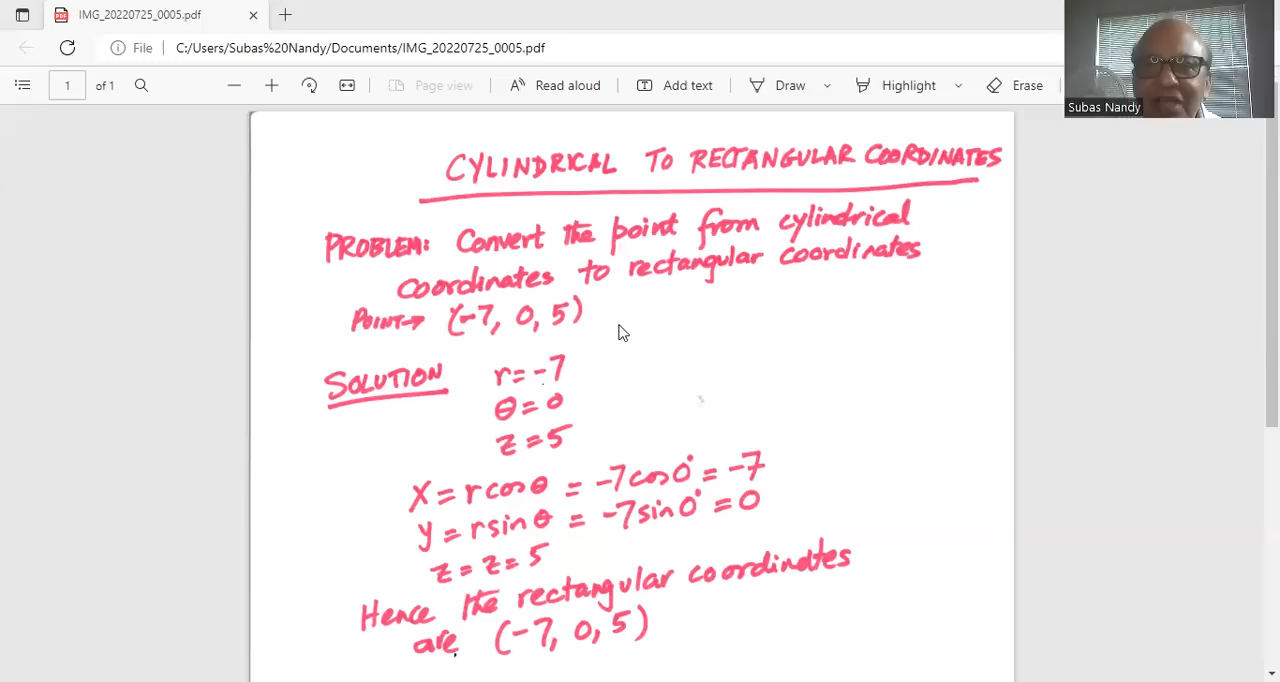 IMG_20220725_0005.pdf
File
C:/Users/Subas%20Nandy/Documents/IMG_20220725_0005.pdf
1 of 1
Page view
Read aloud
Add text
Draw
Highlight
Erase
Subas Nandy
CYLINDRICAL TO RECTANGULAR COORDINATES
PROBLEM: Convert the point from cylindrical
coordinates to rectangular coordinates
POINT→ (-7, 0, 5)
SOLUTION
r = -7
θ = 0
z = 5
X = r cos θ = -7 cos 0° = -7
y = r sin θ = -7 sin 0° = 0
z = z = 5
Hence the rectangular coordinates
are (-7, 0, 5)